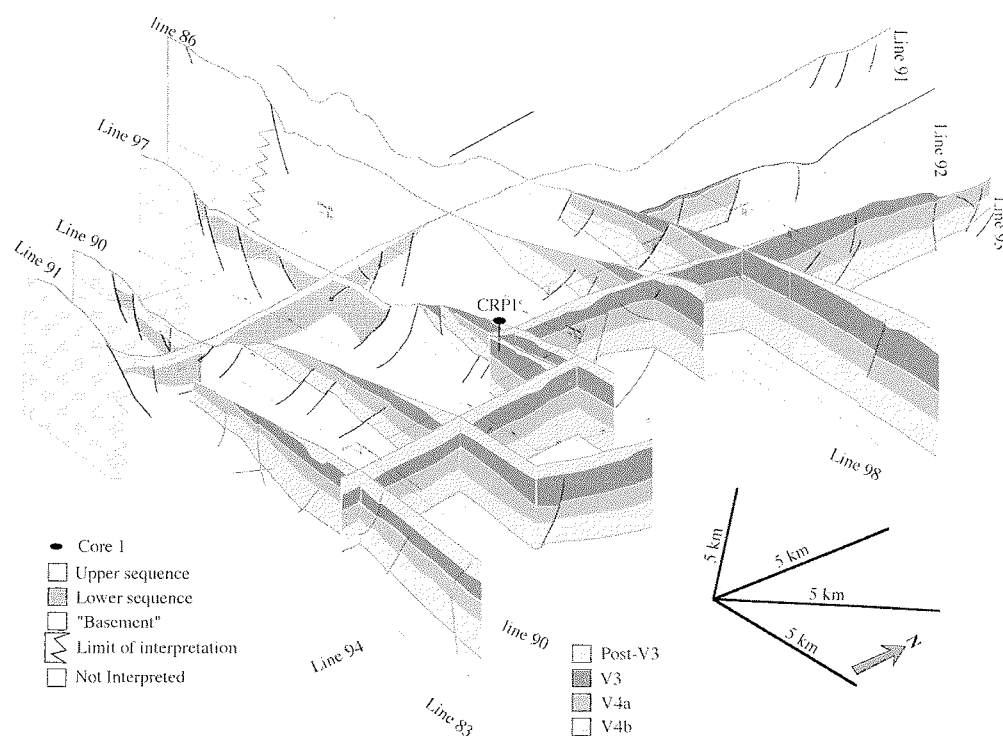 line 86
Line 91
Line 97
Line 92
Line 90
Line 91
CRP1
Line 98
Core 1
Upper sequence
Lower sequence
"Basement"
Limit of interpretation
Not Interpreted
Line 94
Line 83
line 90
Post-V3
V3
V4a
V4b
5 km
5 km
5 km
5 km
N